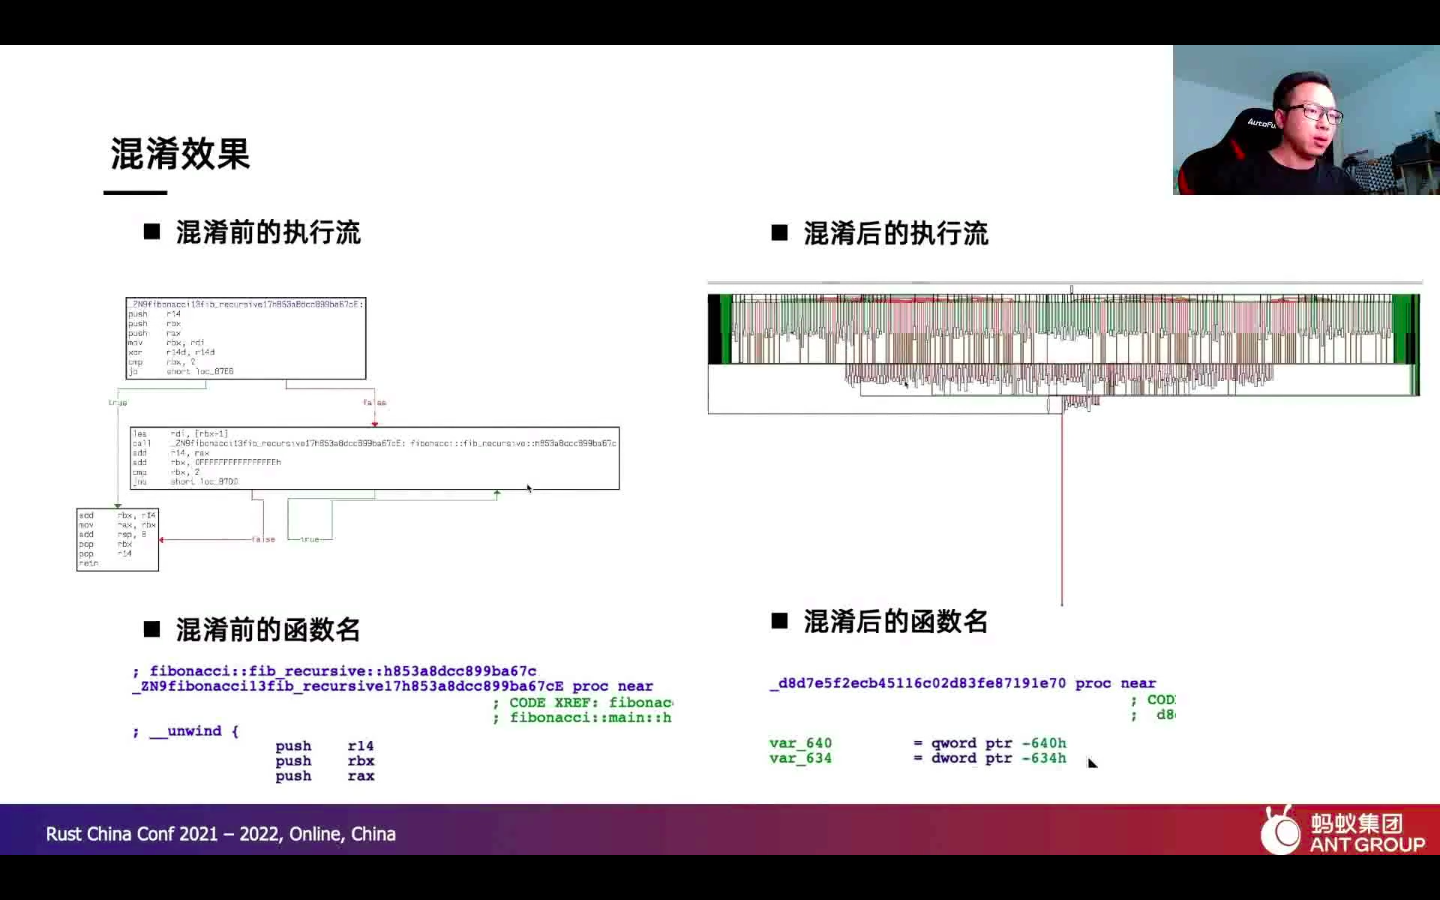 混淆效果
混淆前的执行流
_ZN9fibonacci13fib_recursive17h853a8dcc899ba67cE:
push r14
push rbx
push rax
mov rbx, rdi
xor r14d, r14d
cmp rbx, 2
jb short loc_87E6
true
false
lea rdi, [rbx-1]
call _ZN9fibonacci13fib_recursive17h853a8dcc899ba67cE; fibonacci::fib_recursive::h853a8dcc899ba67c
add r14, rax
add rbx, 0FFFFFFFFFFFFFFFEh
cmp rbx, 2
jnb short loc_87D0
false
true
add rbx, r14
mov rax, rbx
add rsp, 8
pop rbx
pop r14
retn
混淆后的执行流
混淆前的函数名
; fibonacci::fib_recursive::h853a8dcc899ba67c
_ZN9fibonacci13fib_recursive17h853a8dcc899ba67cE proc near
; CODE XREF: fibonac
; fibonacci::main::h
; __unwind {
push r14
push rbx
push rax
混淆后的函数名
_d8d7e5f2ecb45116c02d83fe87191e70 proc near
; COD
; d8
var_640 = qword ptr -640h
var_634 = dword ptr -634h
Rust China Conf 2021 – 2022, Online, China
蚂蚁集团
ANT GROUP